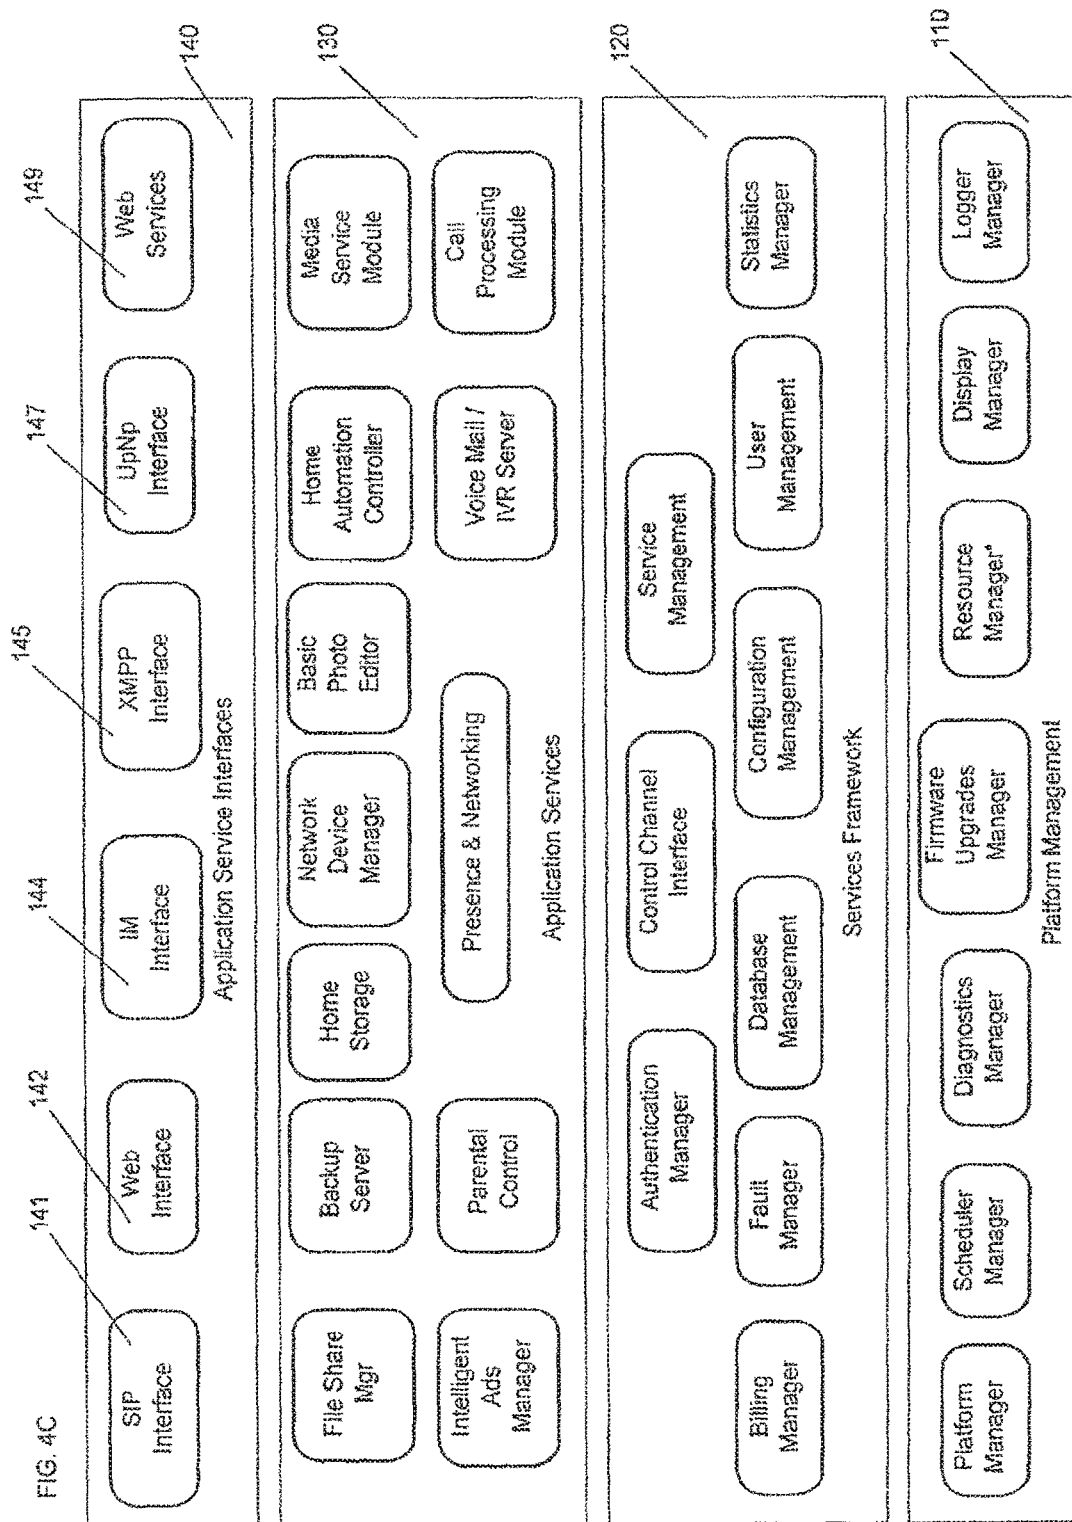 FIG. 4C
141
142
144
145
147
149
SIP
Interface
Web
Interface
IM
Interface
XMPP
Interface
UpNp
Interface
Web
Services
Application Service Interfaces
140
File Share
Mgr
Backup
Server
Home
Storage
Network
Device
Manager
Basic
Photo
Editor
Home
Automation
Controller
Media
Service
Module
130
Intelligent
Ads
Manager
Parental
Control
Presence & Networking
Voice Mail /
IVR Server
Call
Processing
Module
Application Services
Authentication
Manager
Control Channel
Interface
Service
Management
120
Billing
Manager
Fault
Manager
Database
Management
Configuration
Management
User
Management
Statistics
Manager
Services Framework
Platform
Manager
Scheduler
Manager
Diagnostics
Manager
Firmware
Upgrades
Manager
Resource
Manager*
Display
Manager
Logger
Manager
110
Platform Management